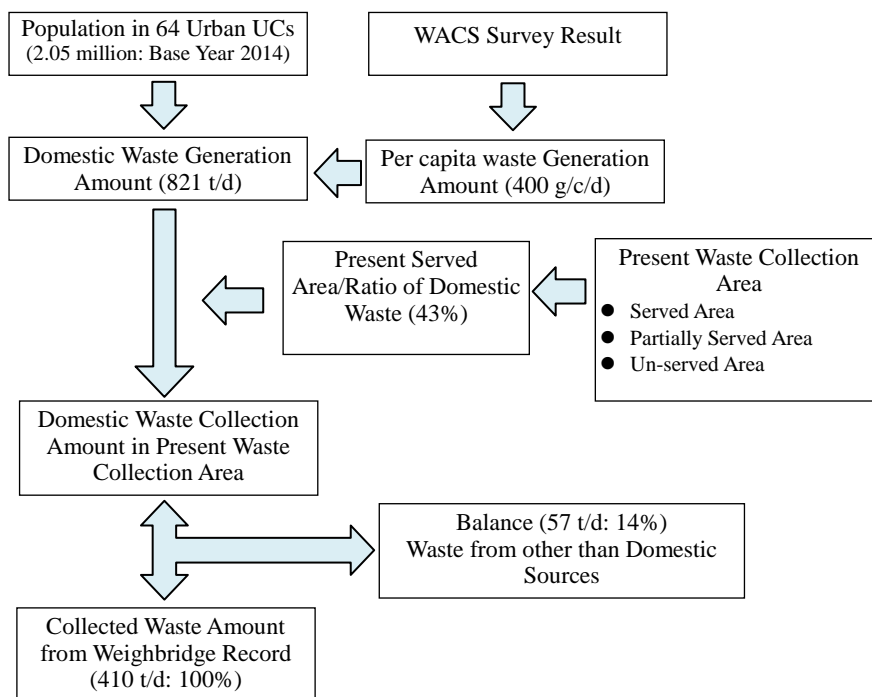 Population in 64 Urban UCs
(2.05 million: Base Year 2014)
WACS Survey Result
Domestic Waste Generation
Amount (821 t/d)
Per capita waste Generation
Amount (400 g/c/d)
Present Served
Area/Ratio of Domestic
Waste (43%)
Present Waste Collection
Area
● Served Area
● Partially Served Area
● Un-served Area
Domestic Waste Collection
Amount in Present Waste
Collection Area
Balance (57 t/d: 14%)
Waste from other than Domestic
Sources
Collected Waste Amount
from Weighbridge Record
(410 t/d: 100%)